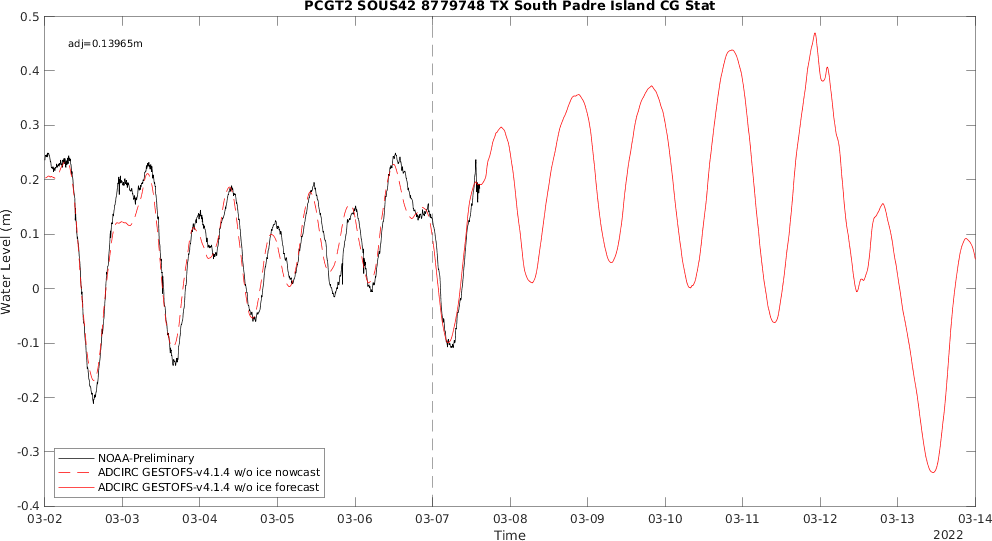 PCGT2 SOUS42 8779748 TX South Padre Island CG Stat
adj=0.13965m
0.5
0.4
0.3
0.2
0.1
0
-0.1
-0.2
-0.3
-0.4
Water Level (m)
NOAA-Preliminary
ADCIRC GESTOFS-v4.1.4 w/o ice nowcast
ADCIRC GESTOFS-v4.1.4 w/o ice forecast
03-02 03-03 03-04 03-05 03-06 03-07 03-08 03-09 03-10 03-11 03-12 03-13 03-14
Time
2022